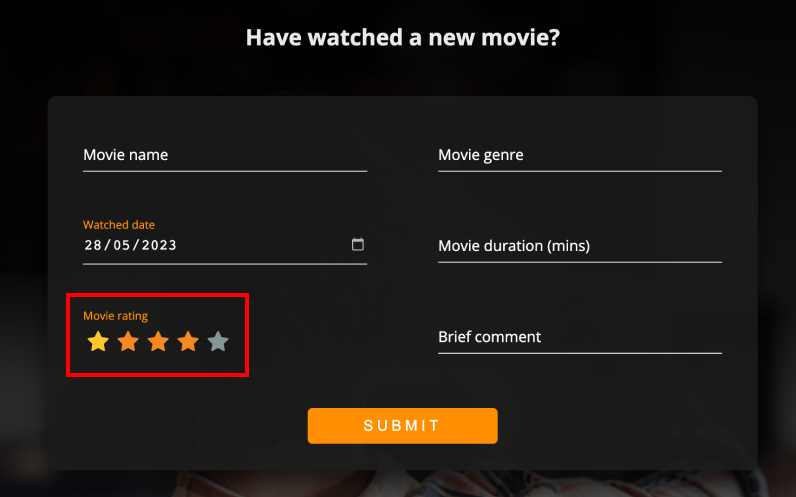 Have watched a new movie?
Movie name
Movie genre
Watched date
28/05/2023
Movie duration (mins)
Movie rating
Brief comment
SUBMIT